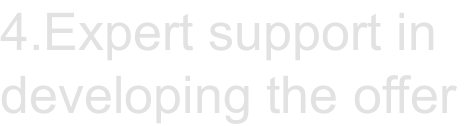 4.Expert support in
developing the offer